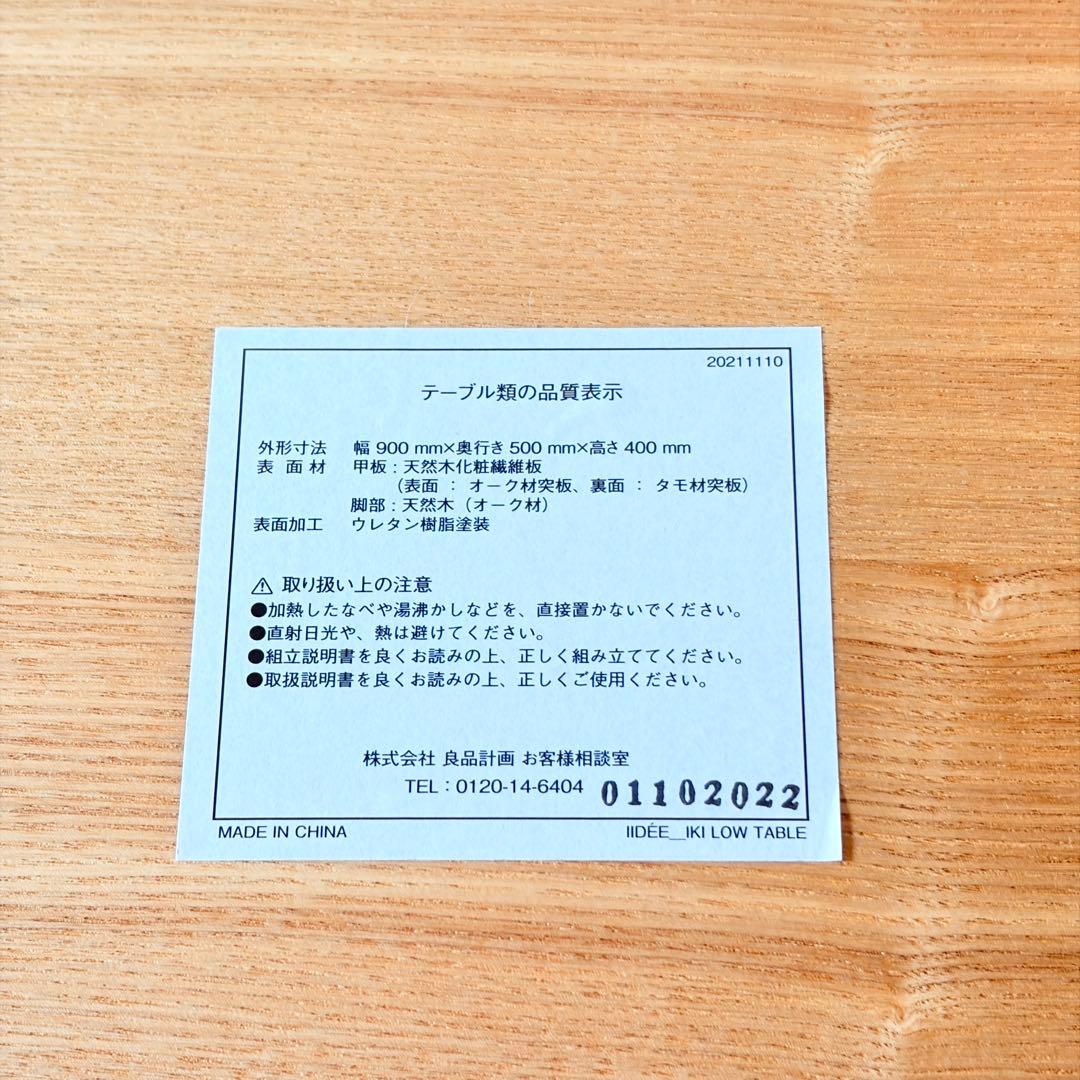 20211110
テーブル類の品質表示
外形寸法 幅 900 mm×奥行き 500 mm×高さ 400 mm
表面材 甲板：天然木化粧繊維板
（表面 ： オーク材突板、裏面 ： タモ材突板）
脚部：天然木（オーク材）
表面加工 ウレタン樹脂塗装
⚠ 取り扱い上の注意
●加熱したなべや湯沸かしなどを、直接置かないでください。
●直射日光や、熱は避けてください。
●組立説明書を良くお読みの上、正しく組み立ててください。
●取扱説明書を良くお読みの上、正しくご使用ください。
株式会社 良品計画 お客様相談室
TEL：0120-14-6404 01102022
MADE IN CHINA IIDÉE__IKI LOW TABLE